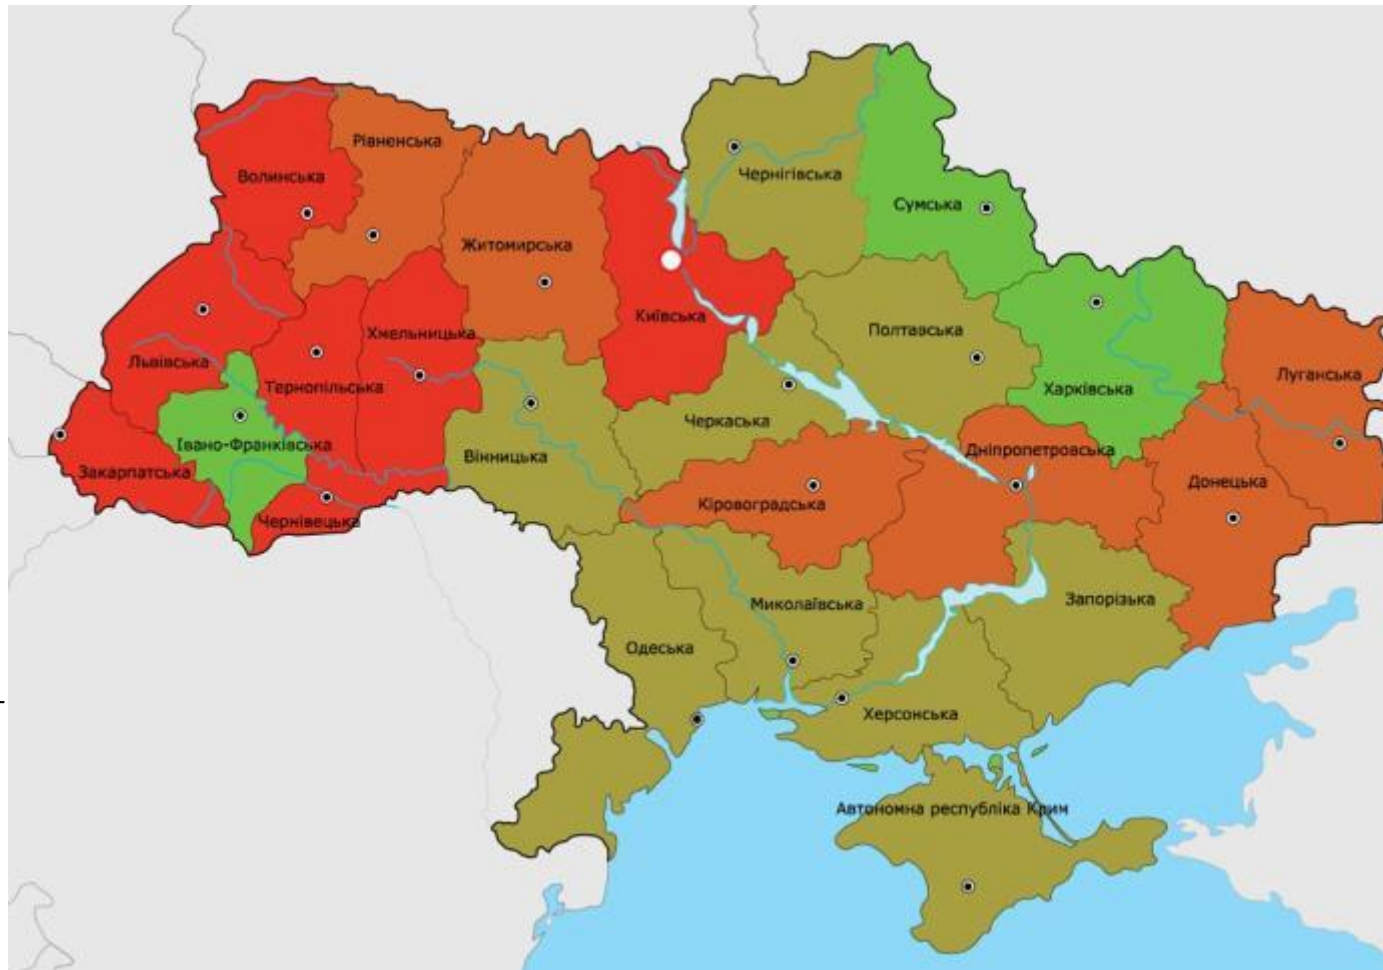 Рівненська
Волинська
Чернігівська
Сумська
Житомирська
Київська
Хмельницька
Полтавська
Львівська
Тернопільська
Луганська
Харківська
Черкаська
Івано-Франківська
Дніпропетровська
Вінницька
Закарпатська
Донецька
Кіровоградська
Чернівецька
Запорізька
Миколаївська
Одеська
Херсонська
Автономна республіка Крим